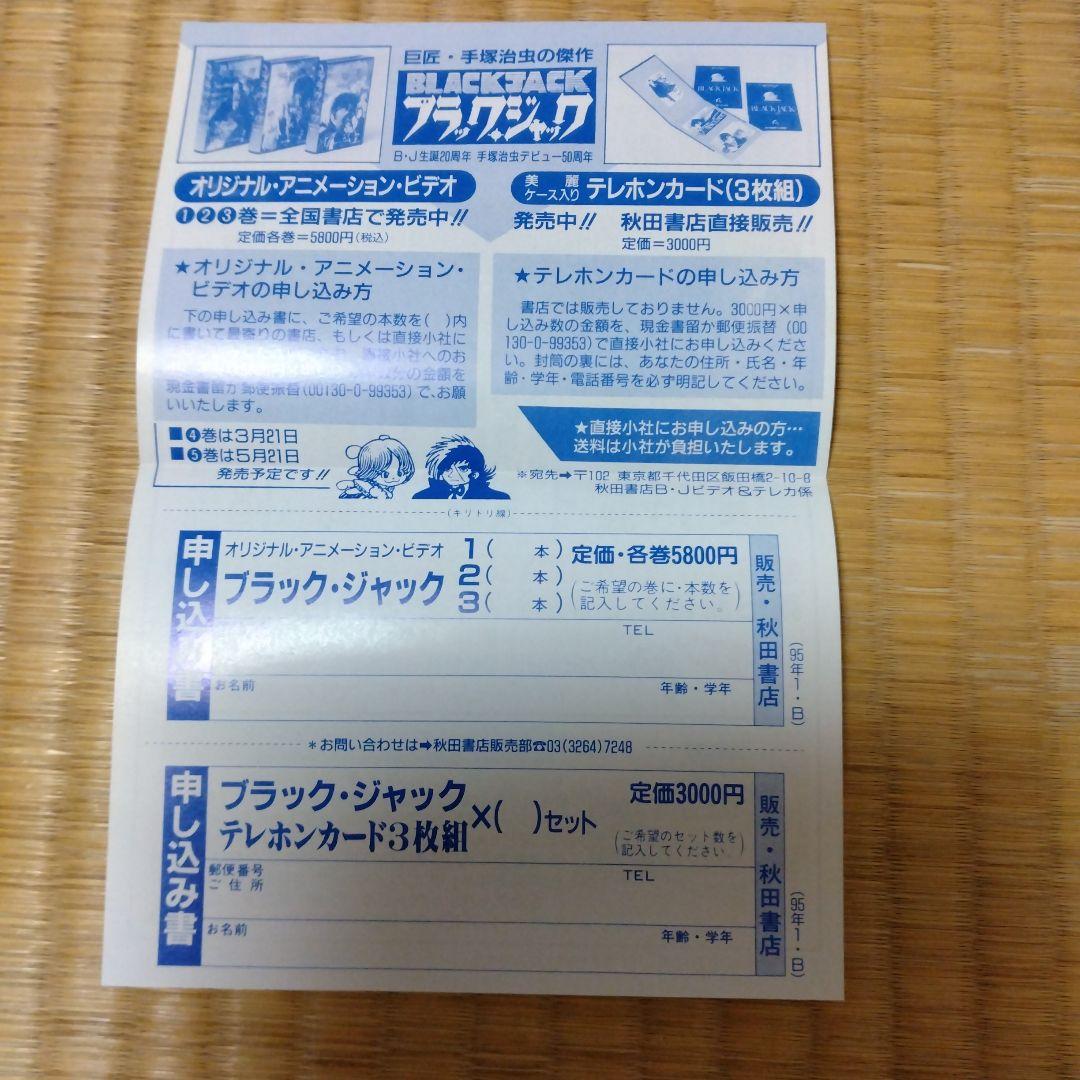 巨匠・手塚治虫の傑作
BLACK JACK
ブラック・ジャック
B・J生誕20周年 手塚治虫デビュー50周年
オリジナル・アニメーション・ビデオ
❶❷❸巻=全国書店で発売中!!
定価各巻=5800円(税込)
美麗ケース入り テレホンカード(3枚組)
発売中!! 秋田書店直接販売!!
定価=3000円
★オリジナル・アニメーション・
ビデオの申し込み方
下の申し込み書に、ご希望の本数を( )内
に書いて最寄りの書店、もしくは直接小社に
直接小社へのお
の金額を
現金書留か郵便振替(00130-0-99353)で、お願
いいたします。
★テレホンカードの申し込み方
書店では販売しておりません。3000円×申
し込み数の金額を、現金書留か郵便振替(00
130-0-99353)で直接小社にお申し込みくださ
い。封筒の裏には、あなたの住所・氏名・年
齢・学年・電話番号を必ず明記してください。
■❹巻は3月21日
■❺巻は5月21日
発売予定です!!
★直接小社にお申し込みの方…
送料は小社が負担いたします。
※宛先➡〒102 東京都千代田区飯田橋2-10-8
秋田書店B・Jビデオ&テレカ係
(キリトリ線)
申し込み書
オリジナル・アニメーション・ビデオ
ブラック・ジャック
1( 本)
2( 本)
3( 本)
定価・各巻5800円
(ご希望の巻に・本数を
記入してください。)
TEL
お名前
年齢・学年
販売・秋田書店
(95年1・B)
*お問い合わせは➡秋田書店販売部☎03(3264)7248
申し込み書
ブラック・ジャック
テレホンカード3枚組
×( )セット
定価3000円
(ご希望のセット数を
記入してください。)
郵便番号
ご住所
TEL
お名前
年齢・学年
販売・秋田書店
(95年1・B)